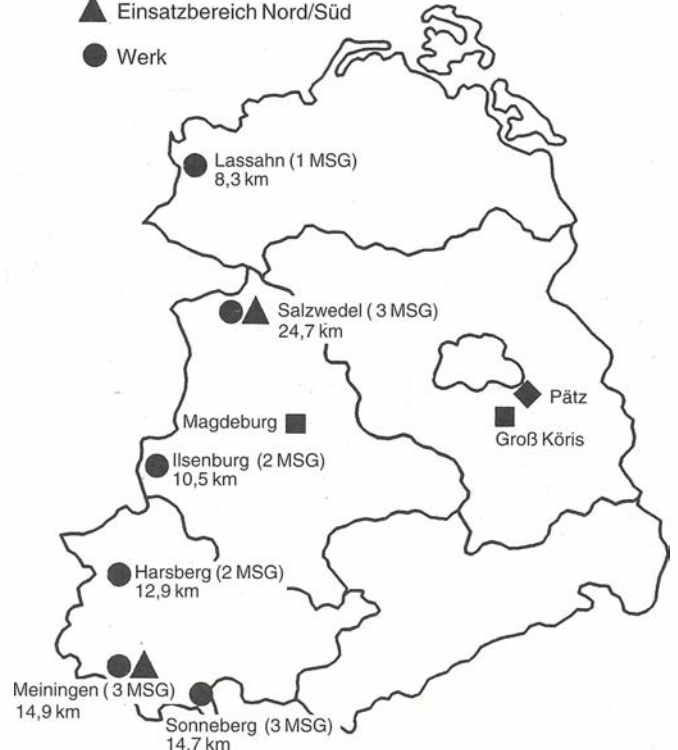 Einsatzbereich Nord/Süd
Werk
Lassahn (1 MSG)
8,3 km
Salzwedel ( 3 MSG)
24,7 km
Pätz
Magdeburg
Groß Köris
Ilsenburg (2 MSG)
10,5 km
Harsberg (2 MSG)
12,9 km
Meiningen ( 3 MSG)
14,9 km
Sonneberg (3 MSG)
14,7 km